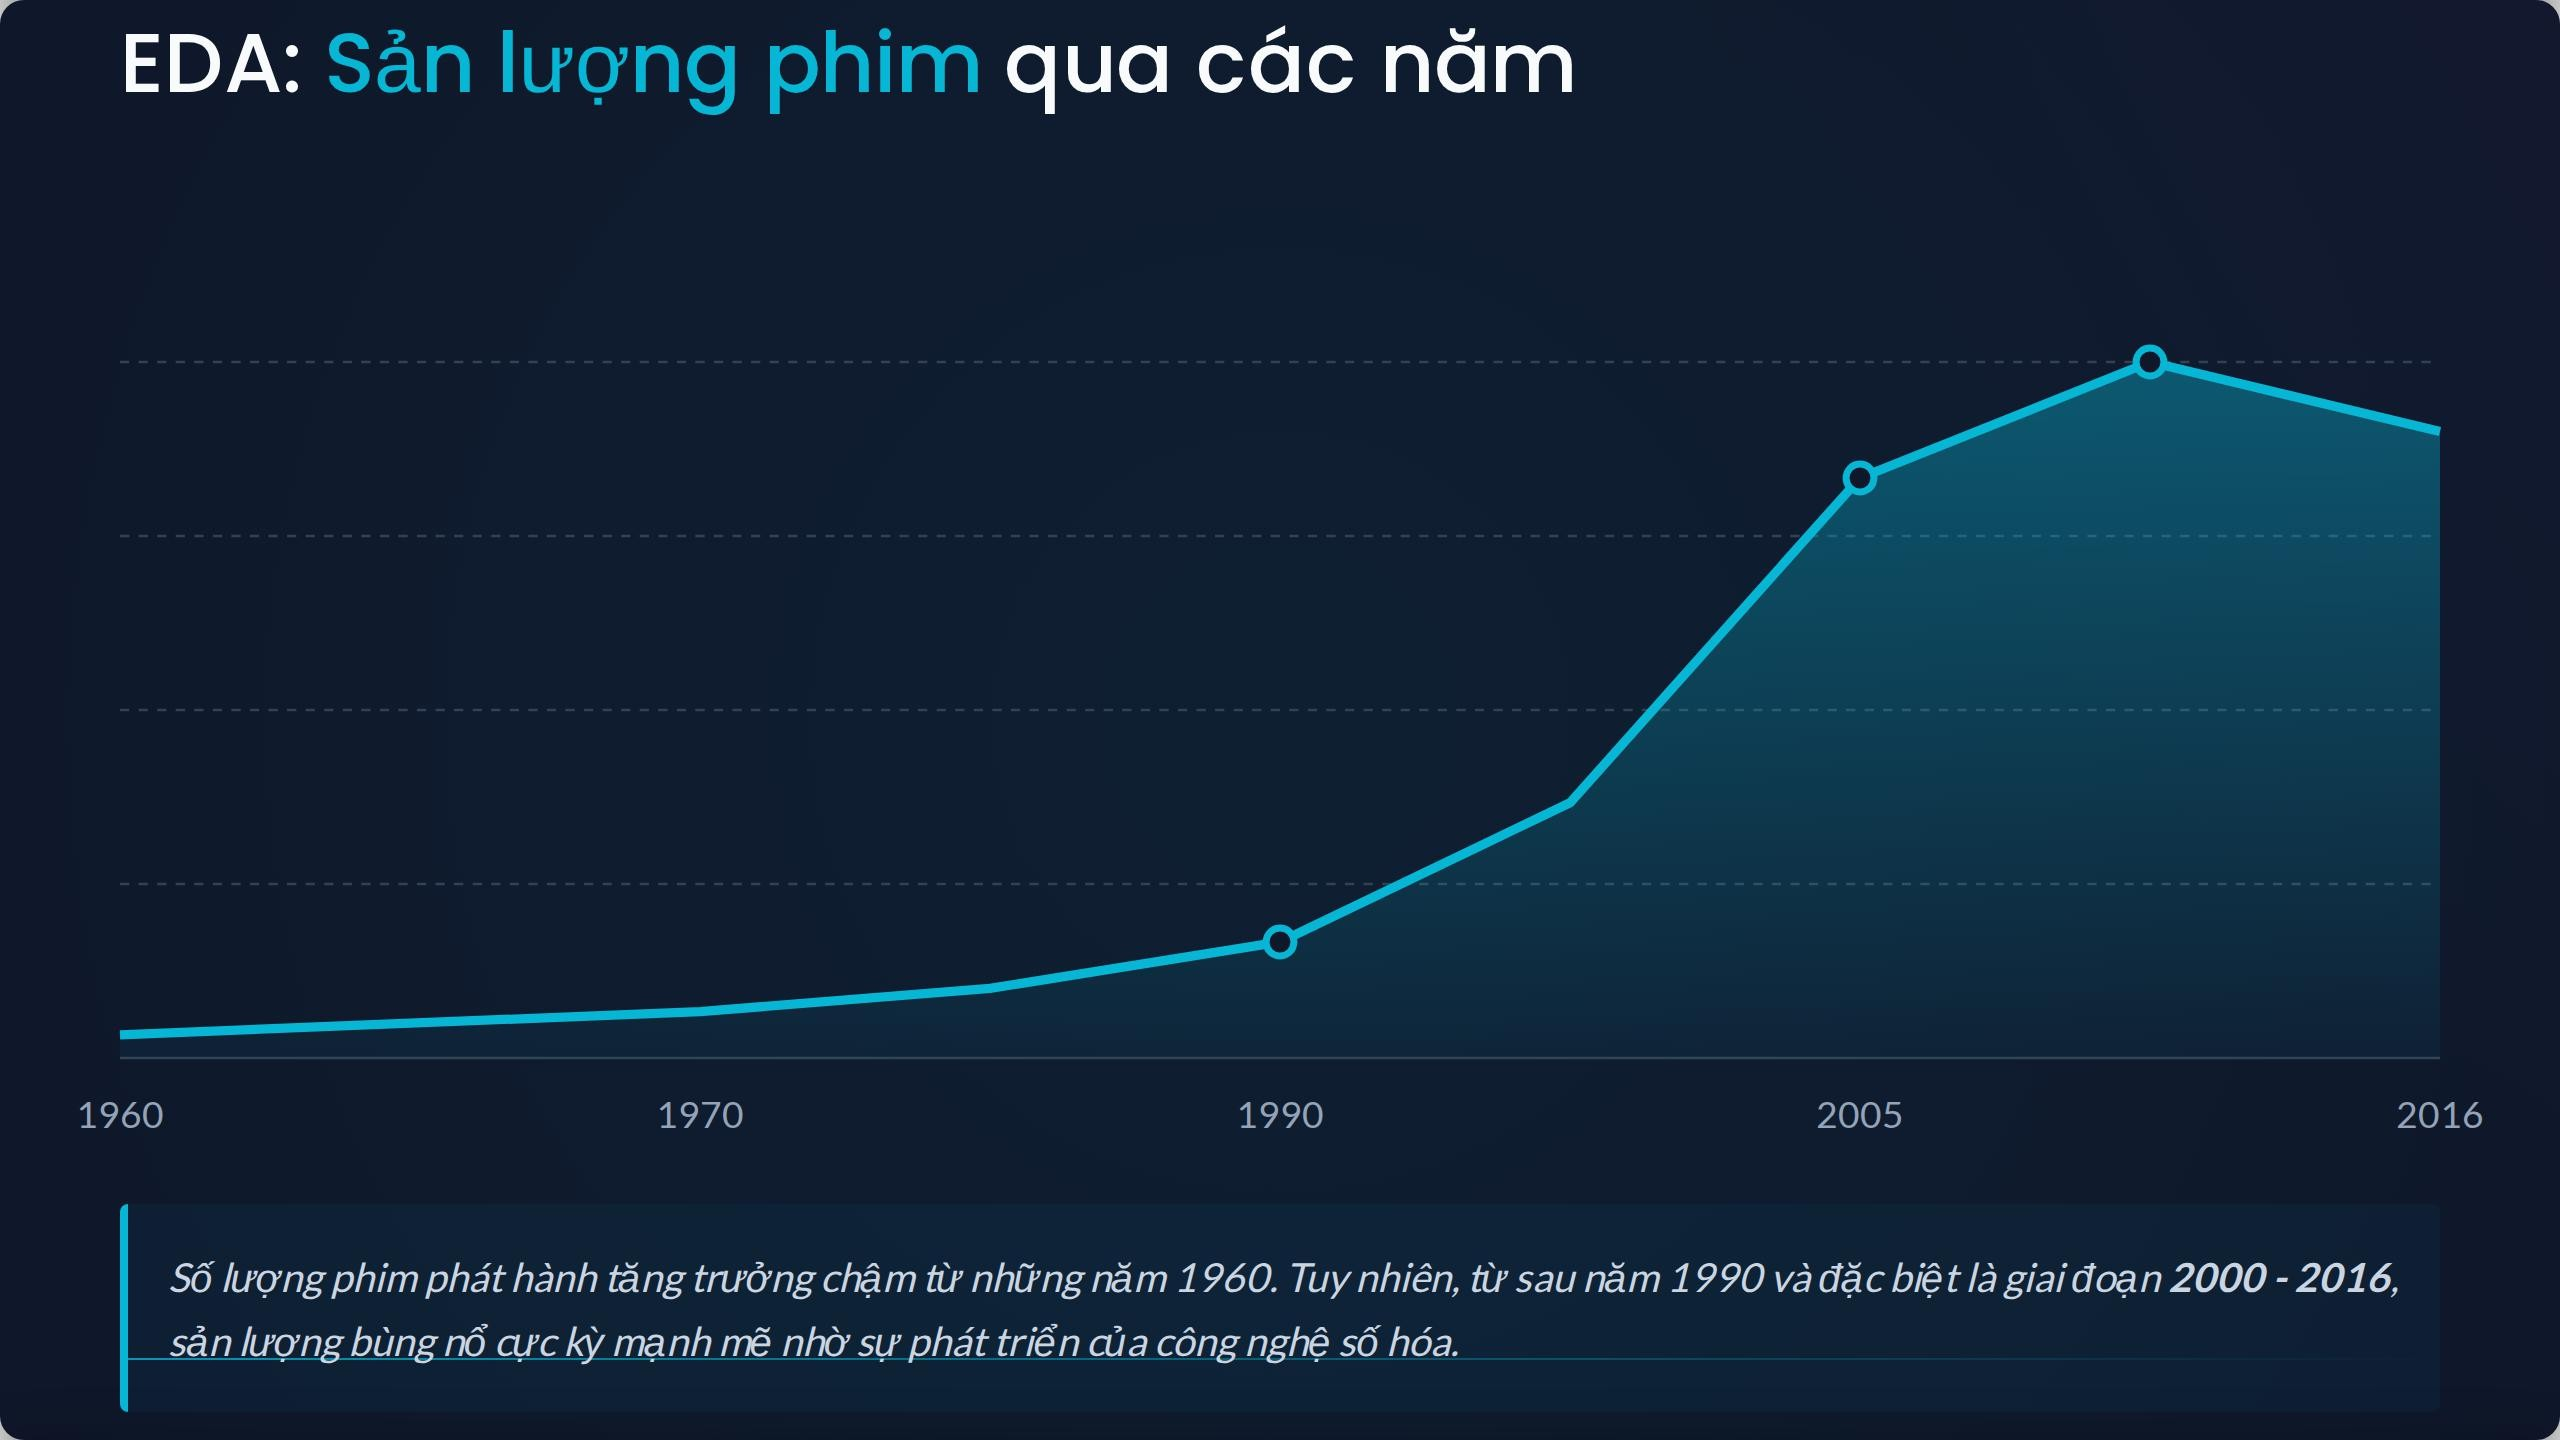 EDA: Sản lượng phim qua các năm
1960 1970 1990 2005 2016
Số lượng phim phát hành tăng trưởng chậm từ những năm 1960. Tuy nhiên, từ sau năm 1990 và đặc biệt là giai đoạn 2000 - 2016,
sản lượng bùng nổ cực kỳ mạnh mẽ nhờ sự phát triển của công nghệ số hóa.